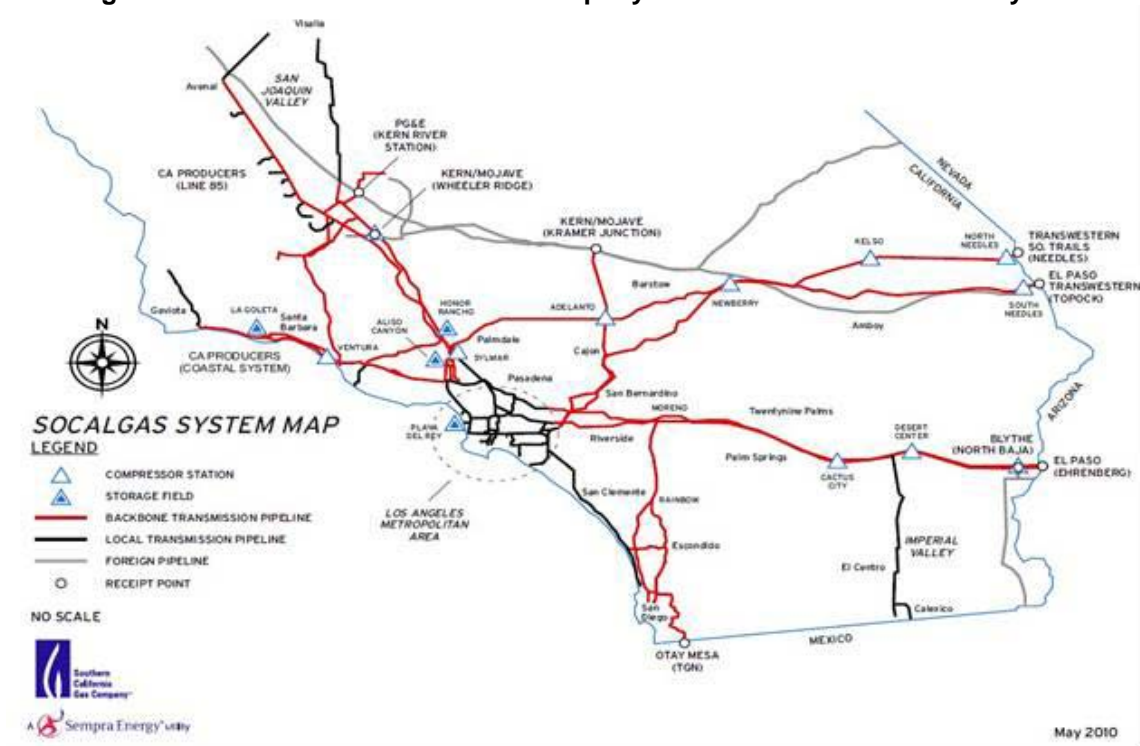 Visalia
Avenal
SAN
JOAQUIN
VALLEY
PG&E
(KERN RIVER
STATION)
CA PRODUCERS
(LINE 85)
KERN/MOJAVE
(WHEELER RIDGE)
NEVADA
CALIFORNIA
KERN/MOJAVE
(KRAMER JUNCTION)
KELSO
NORTH
NEEDLES
TRANSWESTERN
SO. TRAILS
(NEEDLES)
EL PASO
TRANSWESTERN
(TOPOCK)
SOUTH
NEEDLES
Barstow
NEWBERRY
Amboy
ADELANTO
Gaviota
LA GOLETA
Santa
Barbara
HONOR
RANCHO
ALISO
CANYON
Palmdale
SYLMAR
VENTURA
CA PRODUCERS
(COASTAL SYSTEM)
Cajon
Pasadena
San Bernardino
MORENO
Twentynine Palms
ARIZONA
N
PLAYA
DEL REY
Riverside
Palm Springs
DESERT
CENTER
BLYTHE
(NORTH BAJA)
EL PASO
(EHRENBERG)
CACTUS
CITY
San Clemente
RAINBOW
LOS ANGELES
METROPOLITAN
AREA
Escondido
IMPERIAL
VALLEY
El Centro
San
Diego
Calexico
MEXICO
OTAY MESA
(TGN)
SOCALGAS SYSTEM MAP
LEGEND
COMPRESSOR STATION
STORAGE FIELD
BACKBONE TRANSMISSION PIPELINE
LOCAL TRANSMISSION PIPELINE
FOREIGN PIPELINE
RECEIPT POINT
NO SCALE
Southern
California
Gas Company
A Sempra Energy utility
May 2010